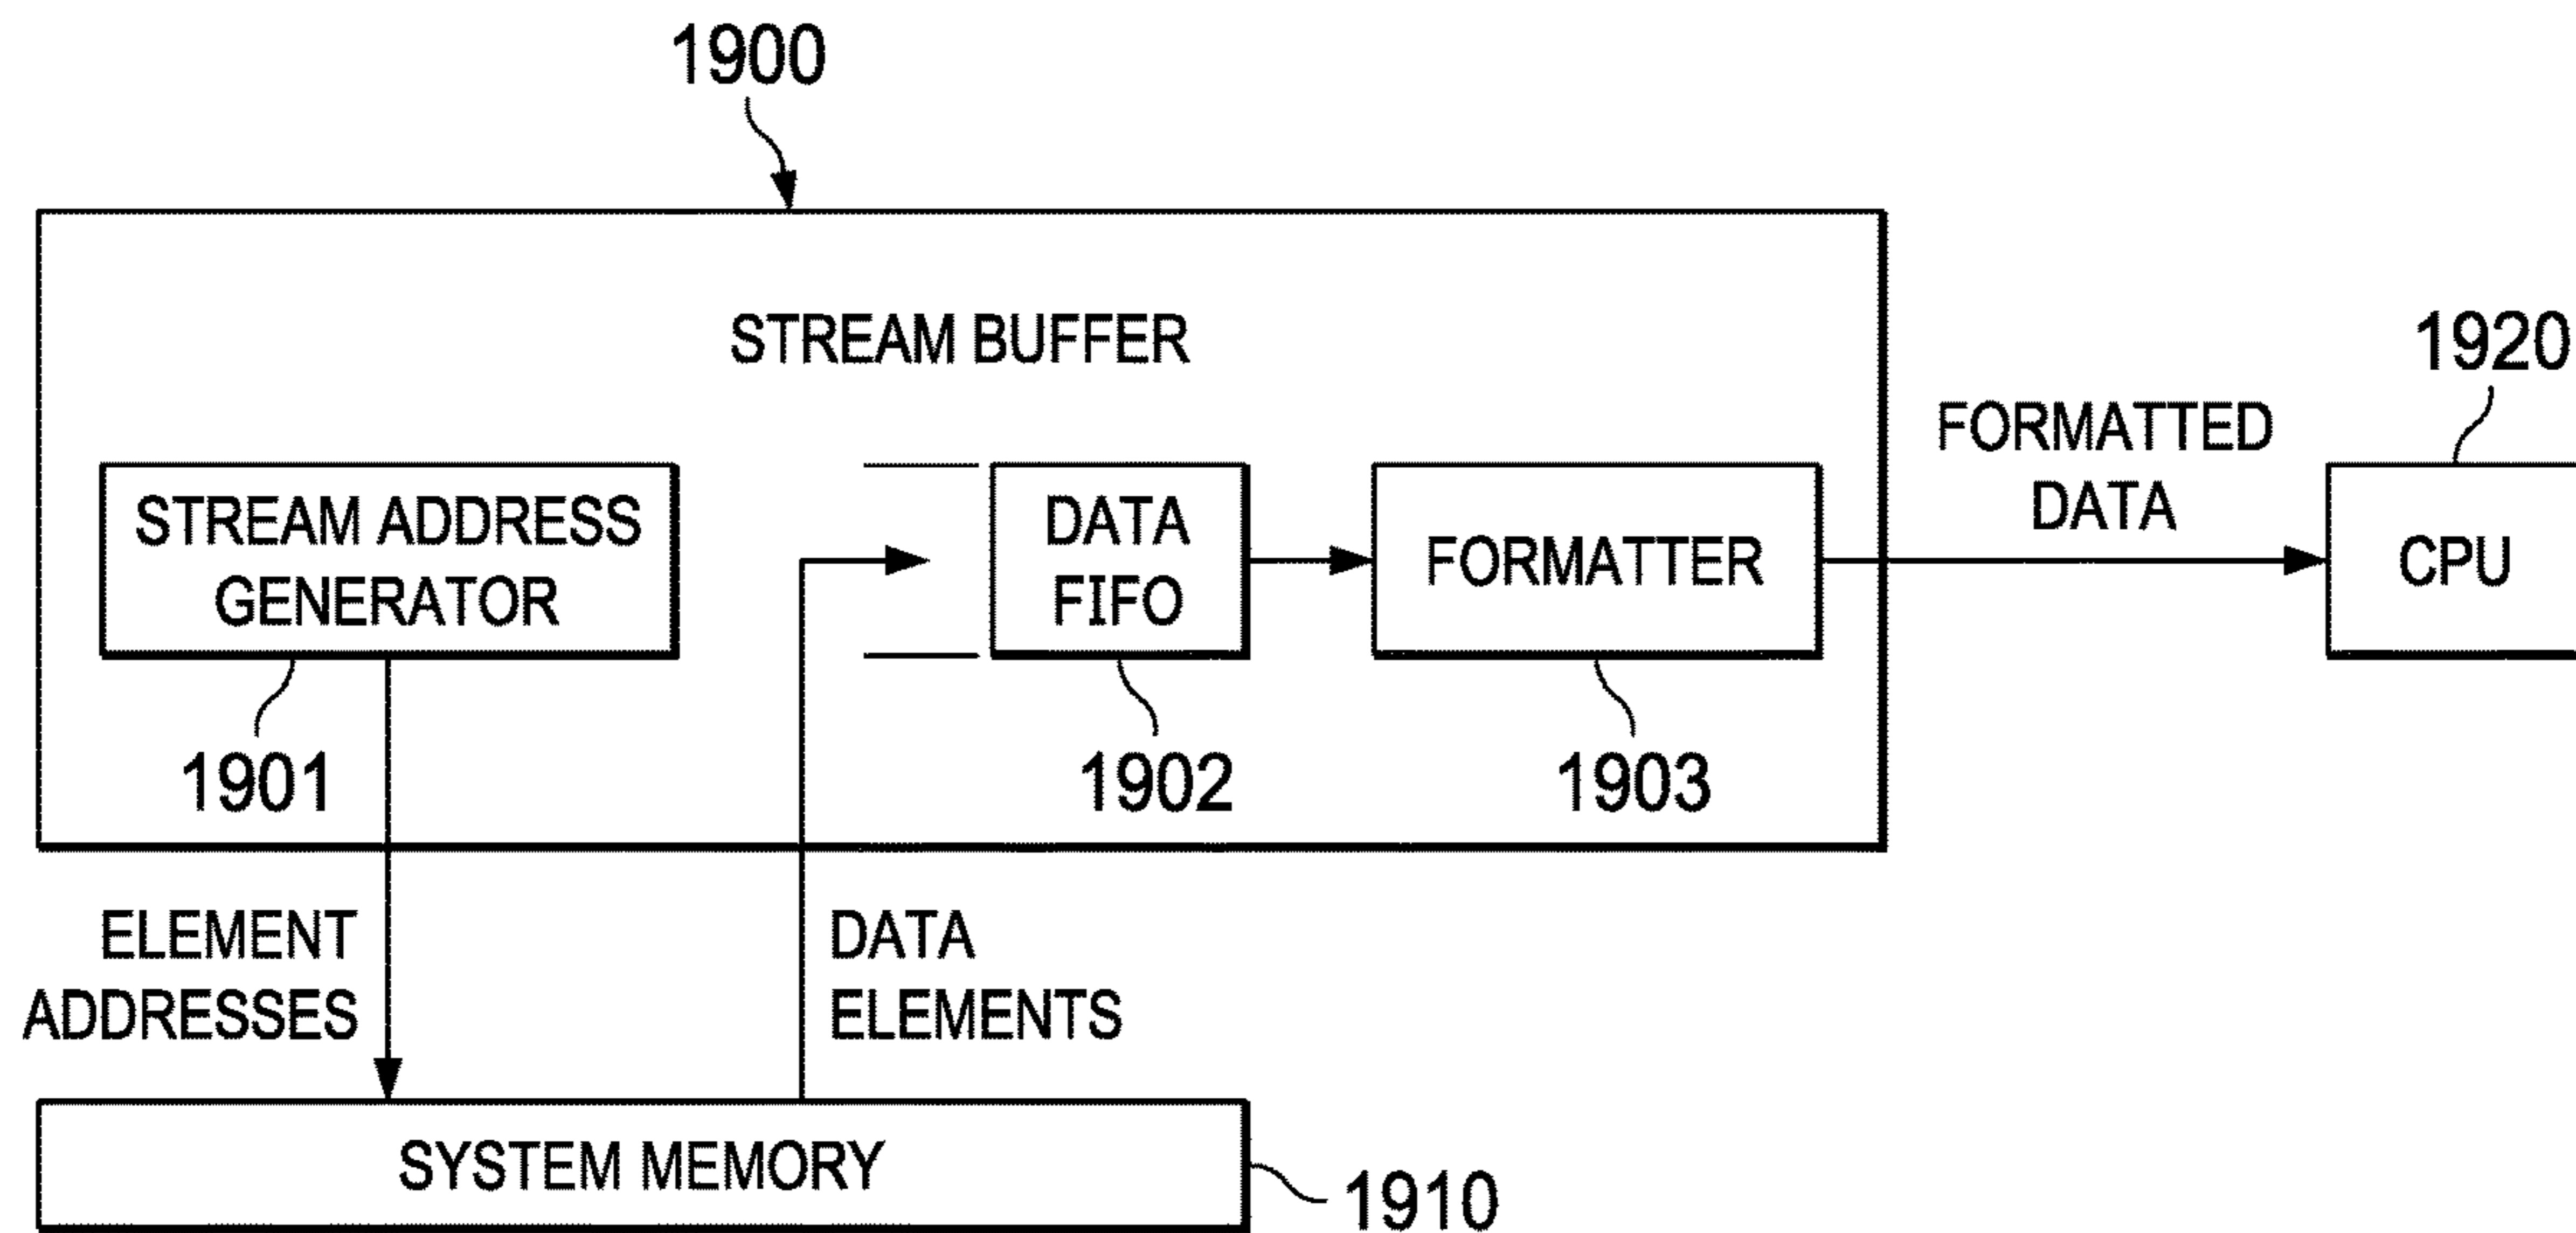 1900
STREAM BUFFER
1920
FORMATTED
DATA
STREAM ADDRESS
GENERATOR
DATA
FIFO
FORMATTER
CPU
1901
1902
1903
ELEMENT
ADDRESSES
DATA
ELEMENTS
SYSTEM MEMORY
1910